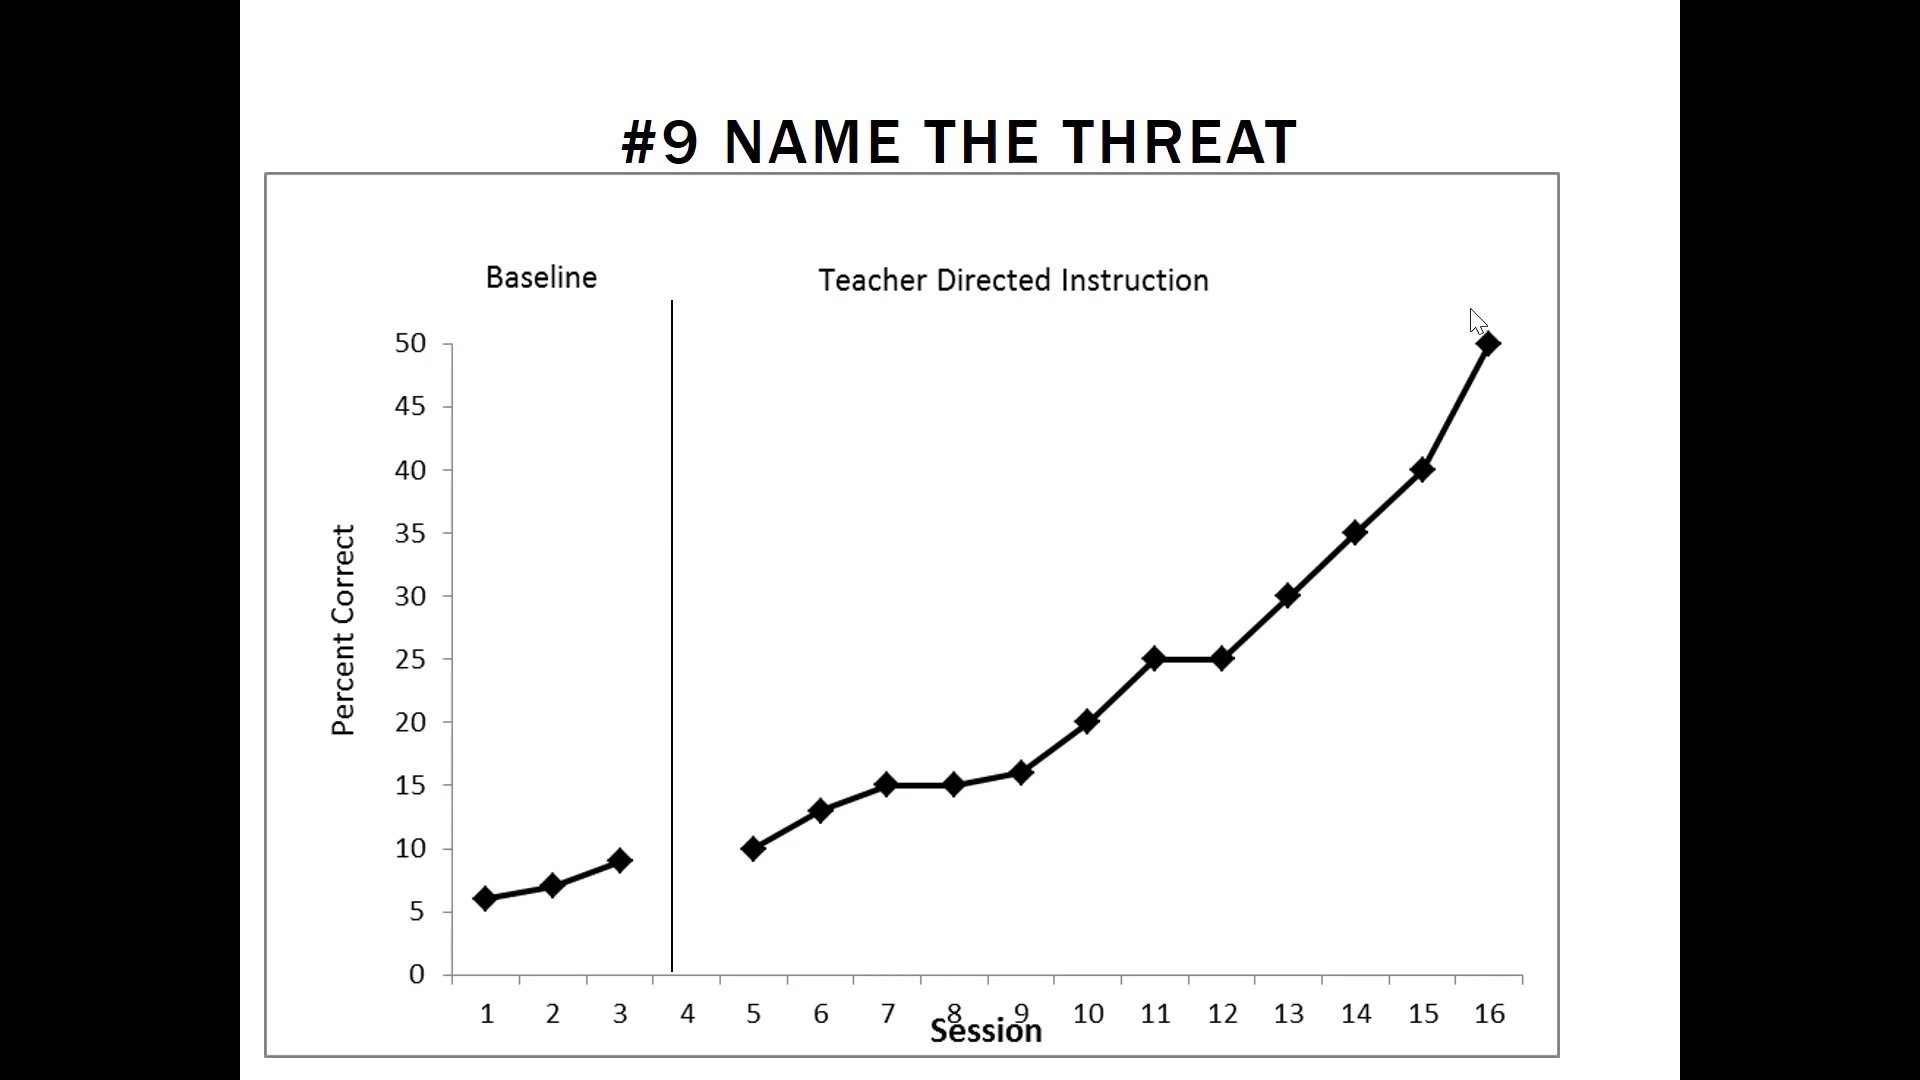 #9 NAME THE THREAT
Baseline
Teacher Directed Instruction
50
45
40
35
30
25
20
15
10
5
0
Percent Correct
1 2 3 4 5 6 7 8 9 10 11 12 13 14 15 16
Session